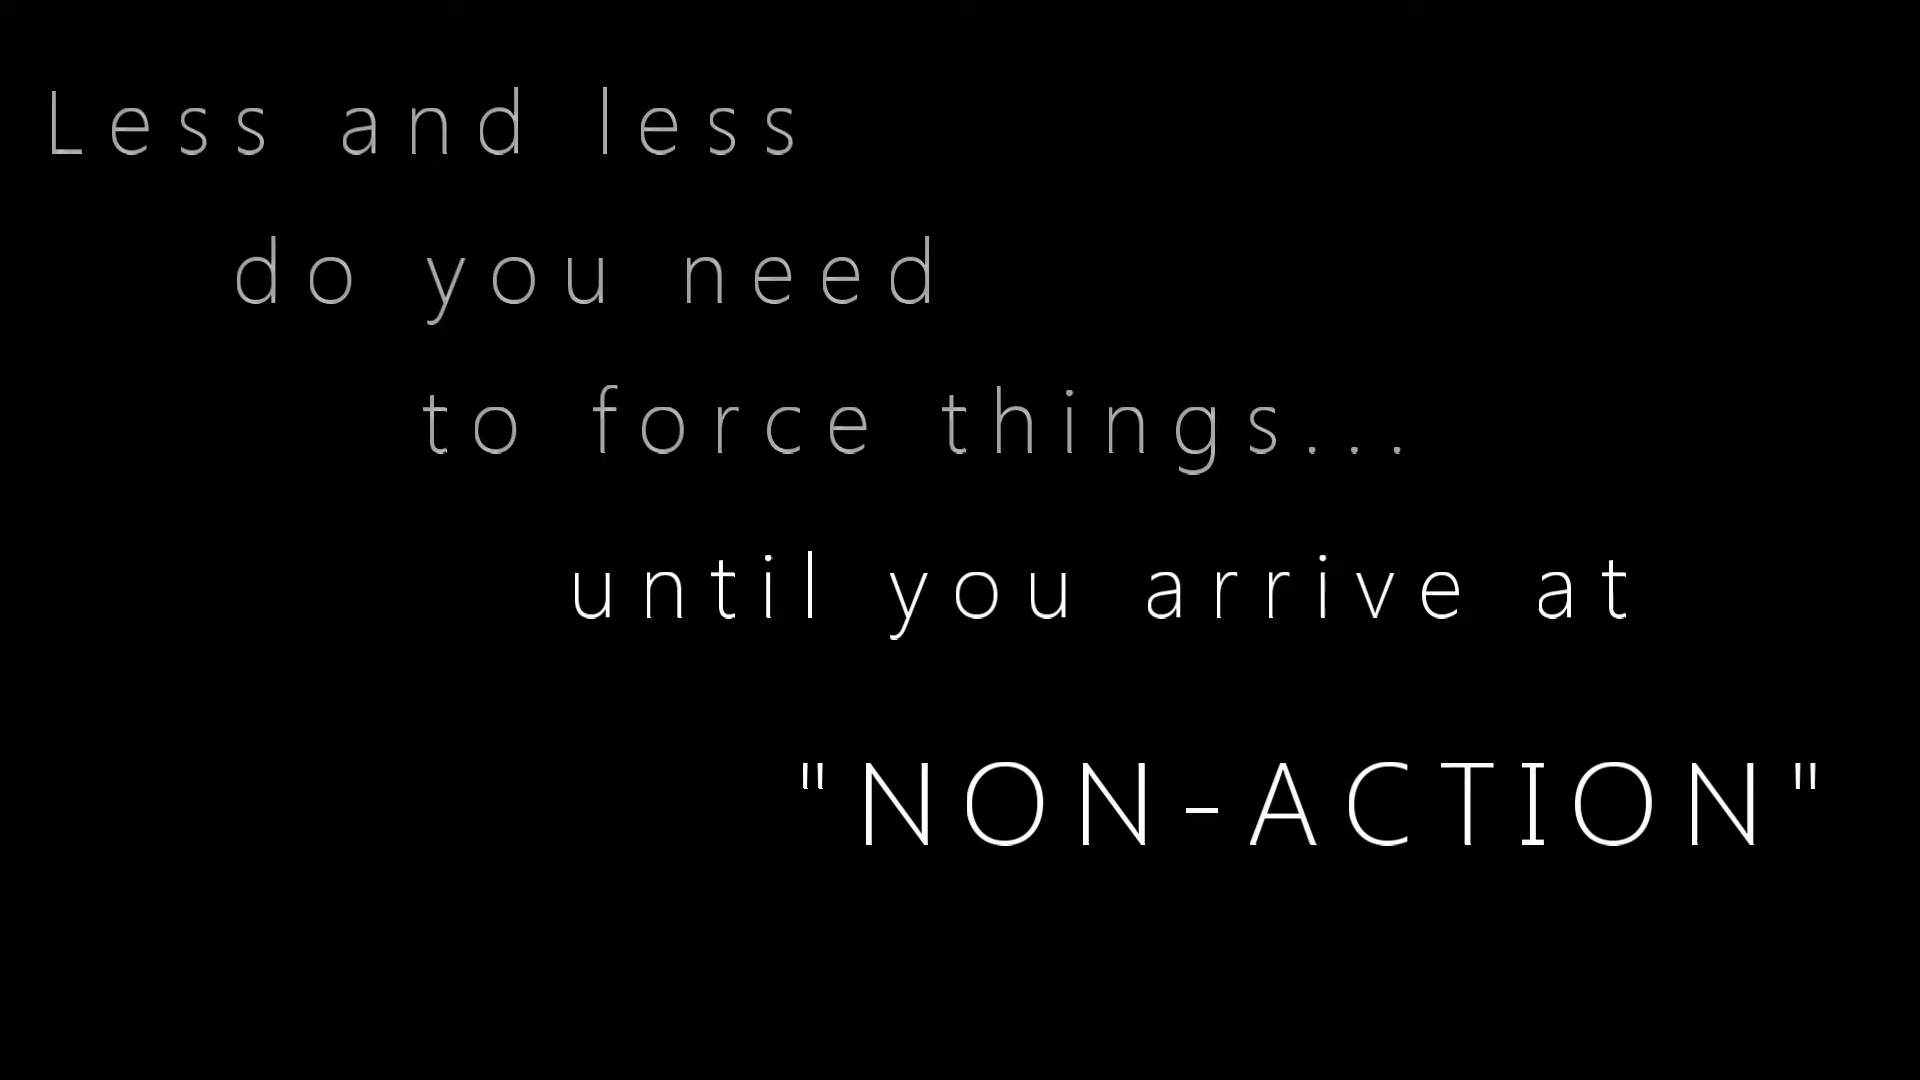 Less and less
do you need
to force things...
until you arrive at
"NON-ACTION"